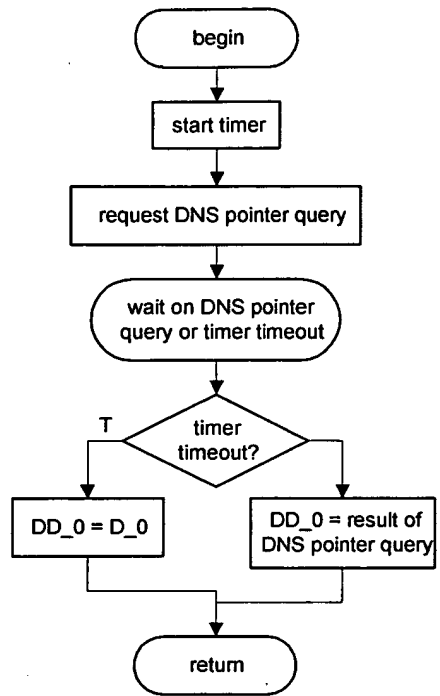 begin
start timer
request DNS pointer query
wait on DNS pointer
query or timer timeout
timer
timeout?
T
DD_0 = D_0
DD_0 = result of
DNS pointer query
return